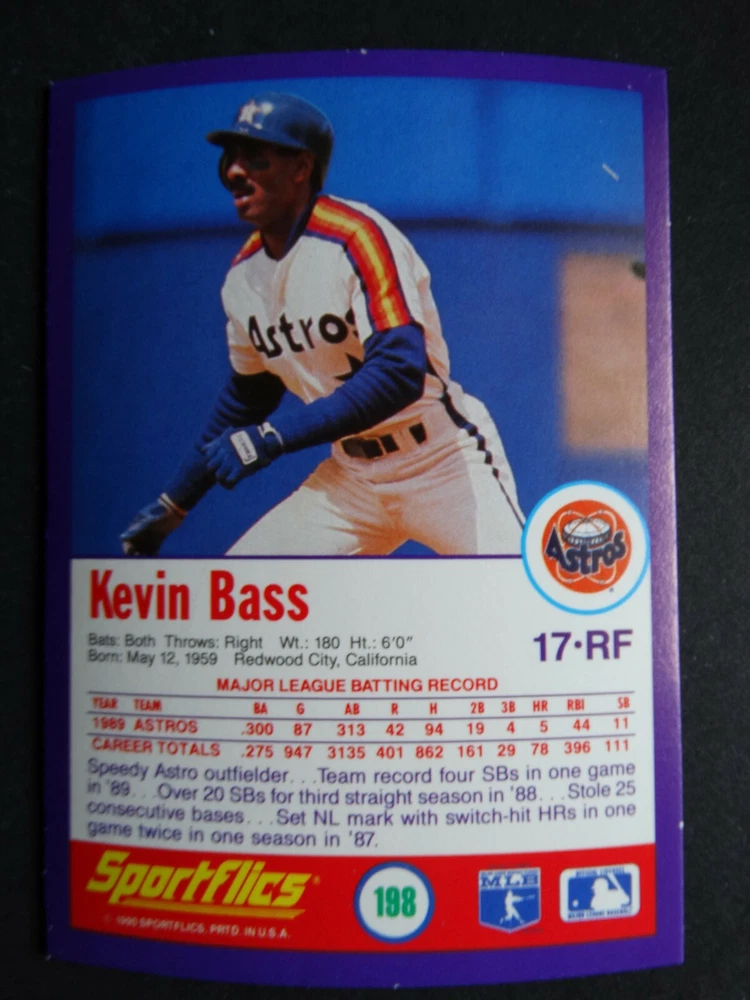 Astros
Astros
Kevin Bass
Bats: Both Throws: Right Wt.: 180 Ht.: 6'0"
Born: May 12, 1959 Redwood City, California
17•RF
MAJOR LEAGUE BATTING RECORD
YEAR TEAM BA G AB R H 2B 3B HR RBI SB
1989 ASTROS .300 87 313 42 94 19 4 5 44 11
CAREER TOTALS .275 947 3135 401 862 161 29 78 396 111
Speedy Astro outfielder. . .Team record four SBs in one game
in '89. . .Over 20 SBs for third straight season in '88. . .Stole 25
consecutive bases. . .Set NL mark with switch-hit HRs in one
game twice in one season in '87.
Sportflics
198
MLB
© 1990 SPORTFLICS, PRTD. IN U.S.A.
MAJOR LEAGUE BASEBALL